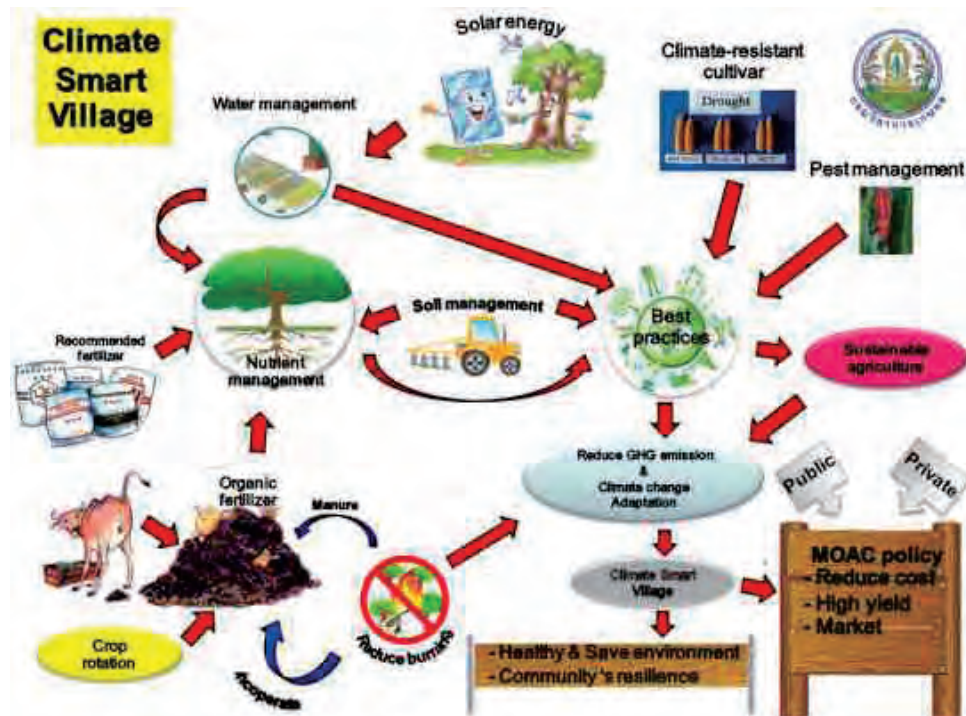 Climate
Smart
Village
Solar energy
Water management
Climate-resistant
cultivar
Drought
Pest management
Soil management
Best
practices
Nutrient
management
Recommended
fertilizer
Sustainable
agriculture
Organic
fertilizer
Manure
Reduce GHG emission
&
Climate change
Adaptation
Public
Private
Climate Smart
Village
MOAC policy
- Reduce cost
- High yield
- Market
Crop
rotation
Incoperate
Reduce burning
- Healthy & Save environment
- Community's resilience